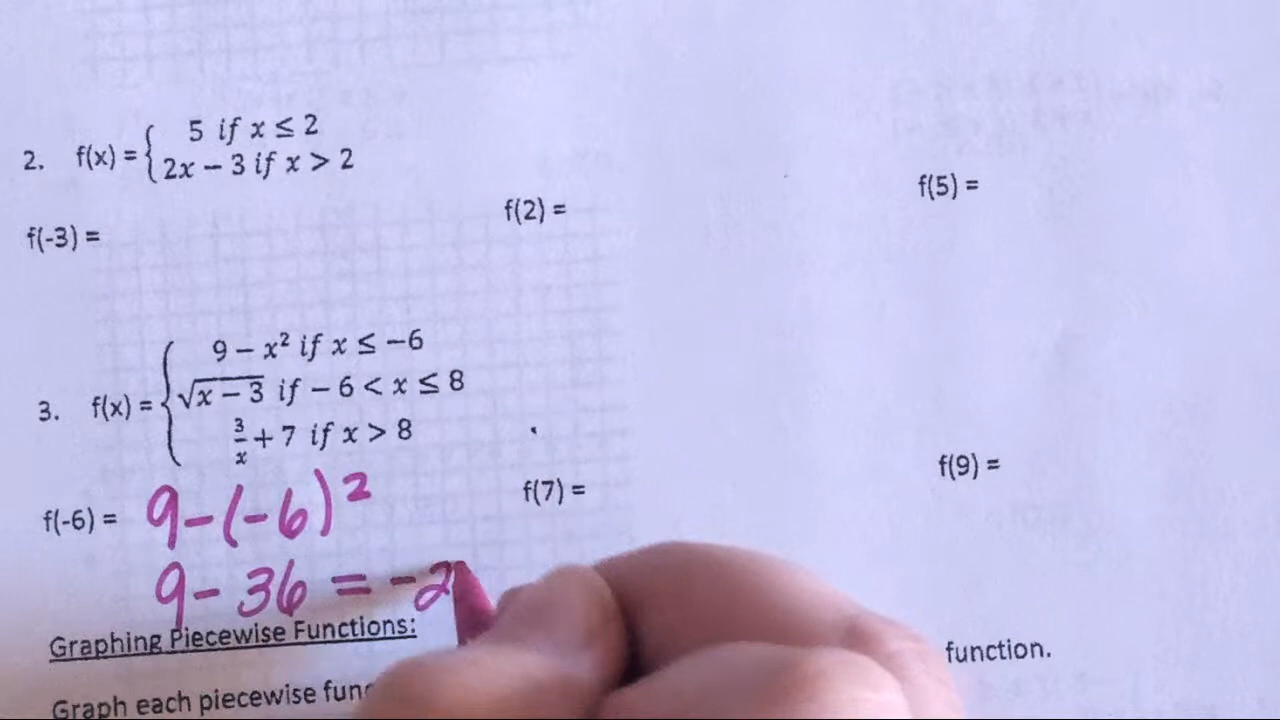 2. f(x) = { 5 if x ≤ 2
2x − 3 if x > 2
f(-3) = f(2) = f(5) =
3. f(x) = { 9 − x² if x ≤ −6
√x − 3 if − 6 < x ≤ 8
3/x + 7 if x > 8
f(-6) = 9-(-6)² f(7) = f(9) =
9- 36 = -2
Graphing Piecewise Functions:
Graph each piecewise function.